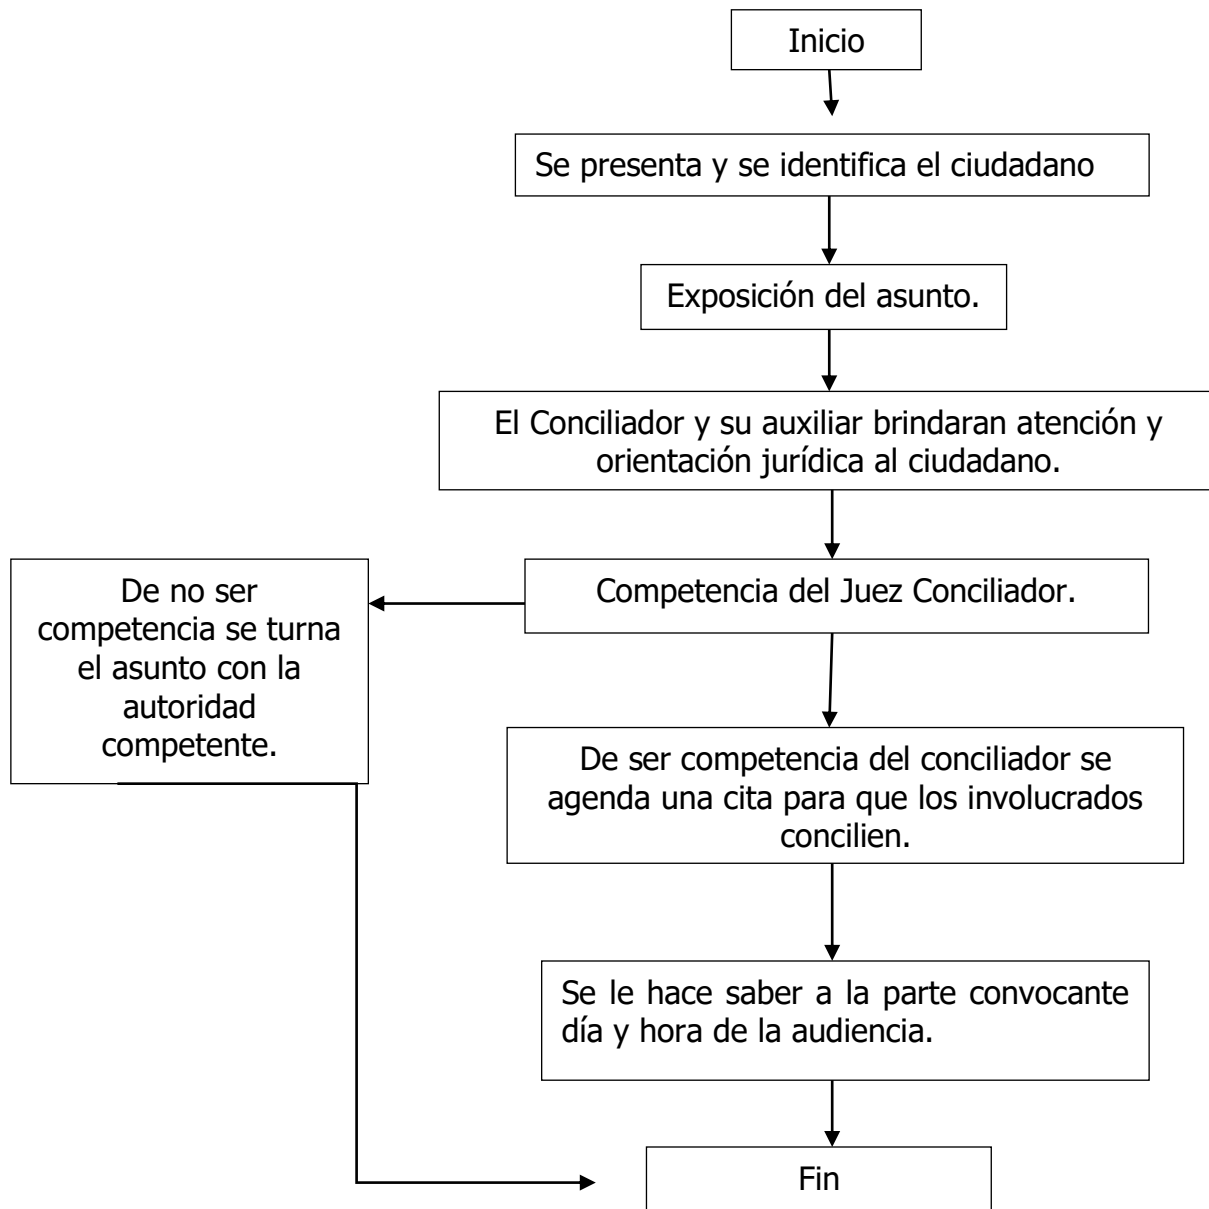 Inicio
Se presenta y se identifica el ciudadano
Exposición del asunto.
El Conciliador y su auxiliar brindaran atención y
orientación jurídica al ciudadano.
Competencia del Juez Conciliador.
De no ser
competencia se turna
el asunto con la
autoridad
competente.
De ser competencia del conciliador se
agenda una cita para que los involucrados
concilien.
Se le hace saber a la parte convocante
día y hora de la audiencia.
Fin